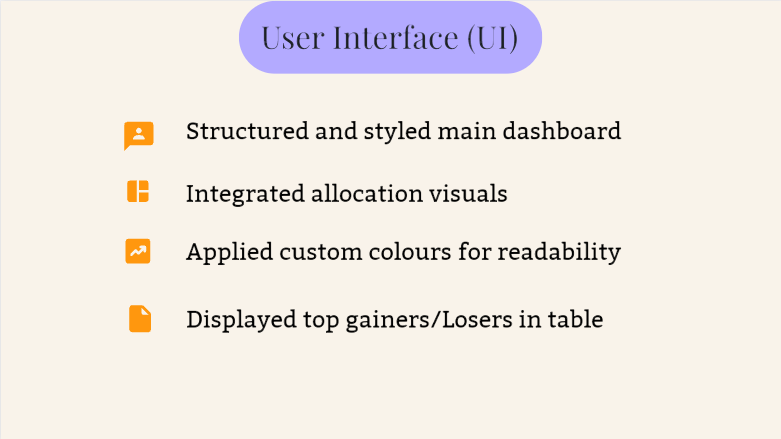 User Interface (UI)
Structured and styled main dashboard
Integrated allocation visuals
Applied custom colours for readability
Displayed top gainers/Losers in table